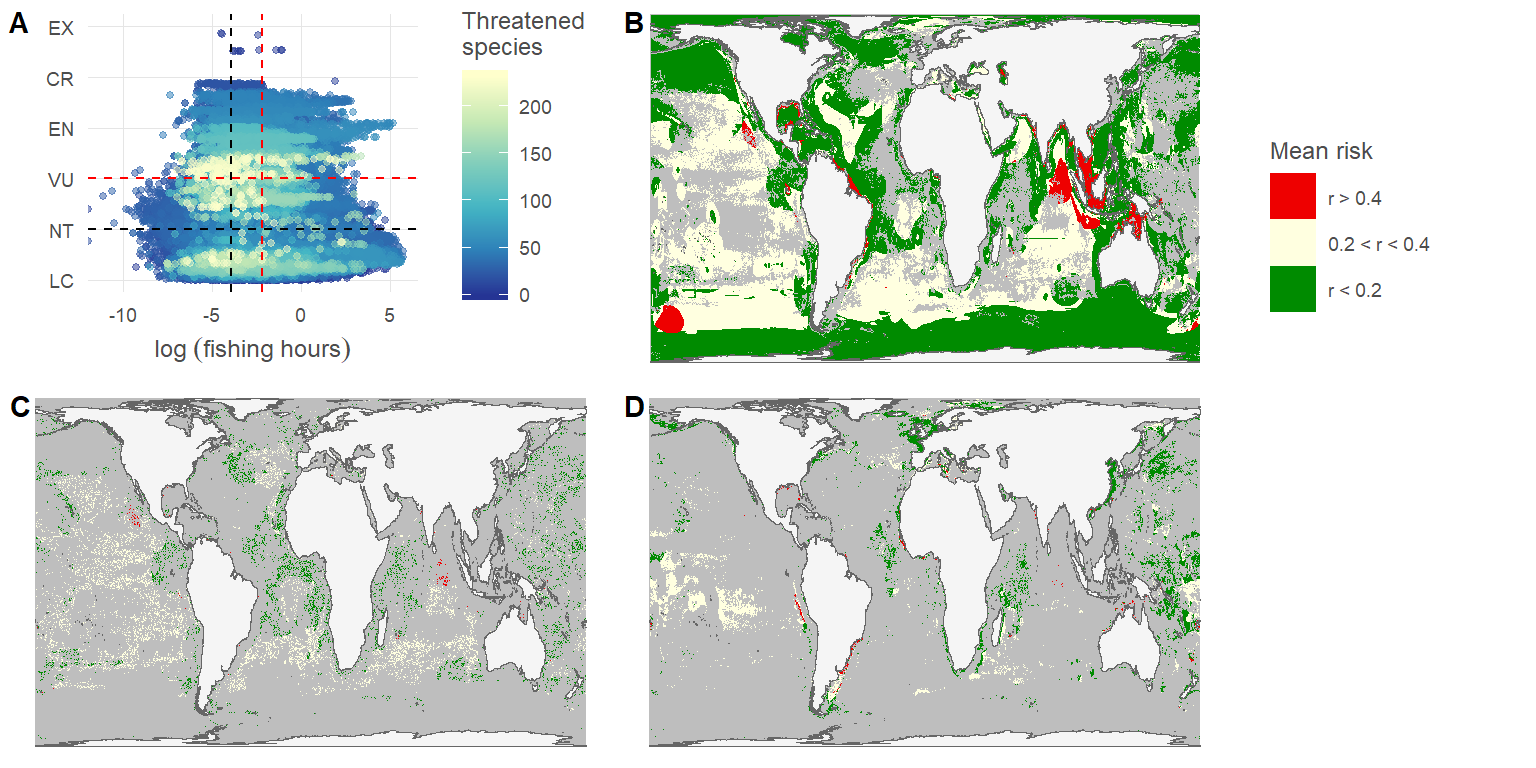 A
EX
CR
EN
VU
NT
LC
-10
-5
0
5
log (fishing hours)
Threatened
species
200
150
100
50
0
B
Mean risk
r > 0.4
0.2 < r < 0.4
r < 0.2
C
D